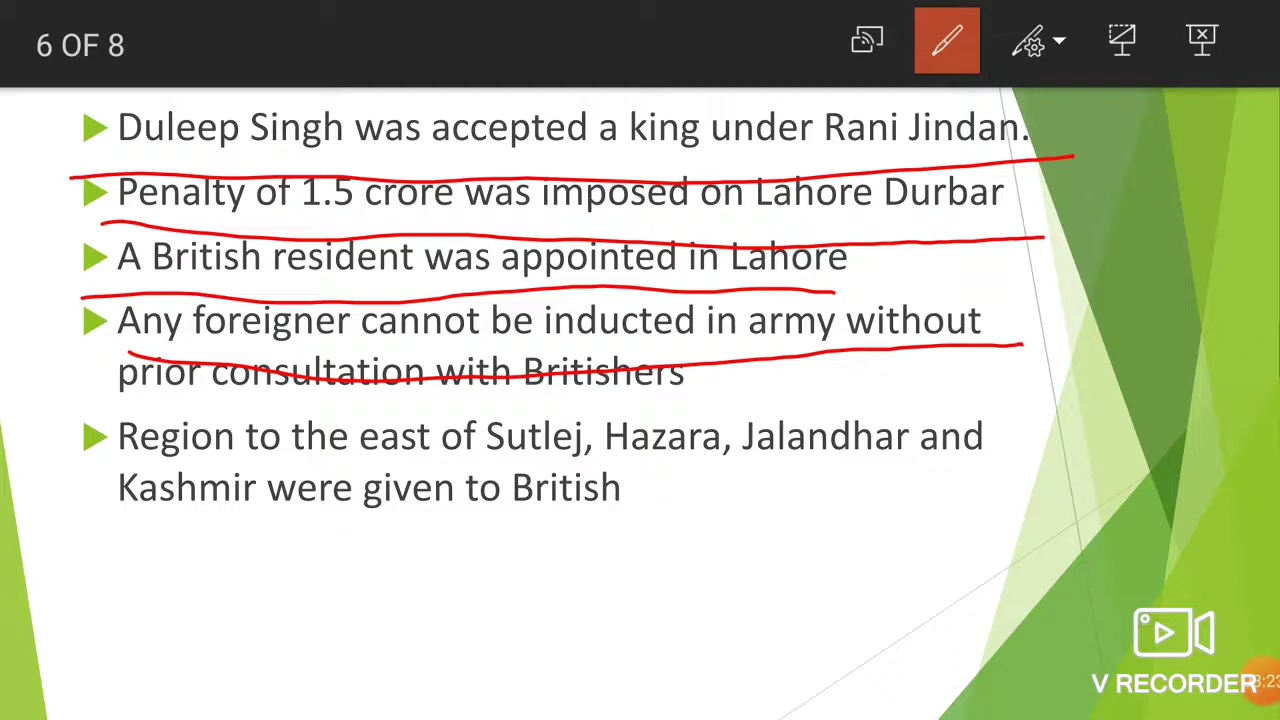 6 OF 8
Duleep Singh was accepted a king under Rani Jindan.
Penalty of 1.5 crore was imposed on Lahore Durbar
A British resident was appointed in Lahore
Any foreigner cannot be inducted in army without
prior consultation with Britishers
Region to the east of Sutlej, Hazara, Jalandhar and
Kashmir were given to British
V RECORDER